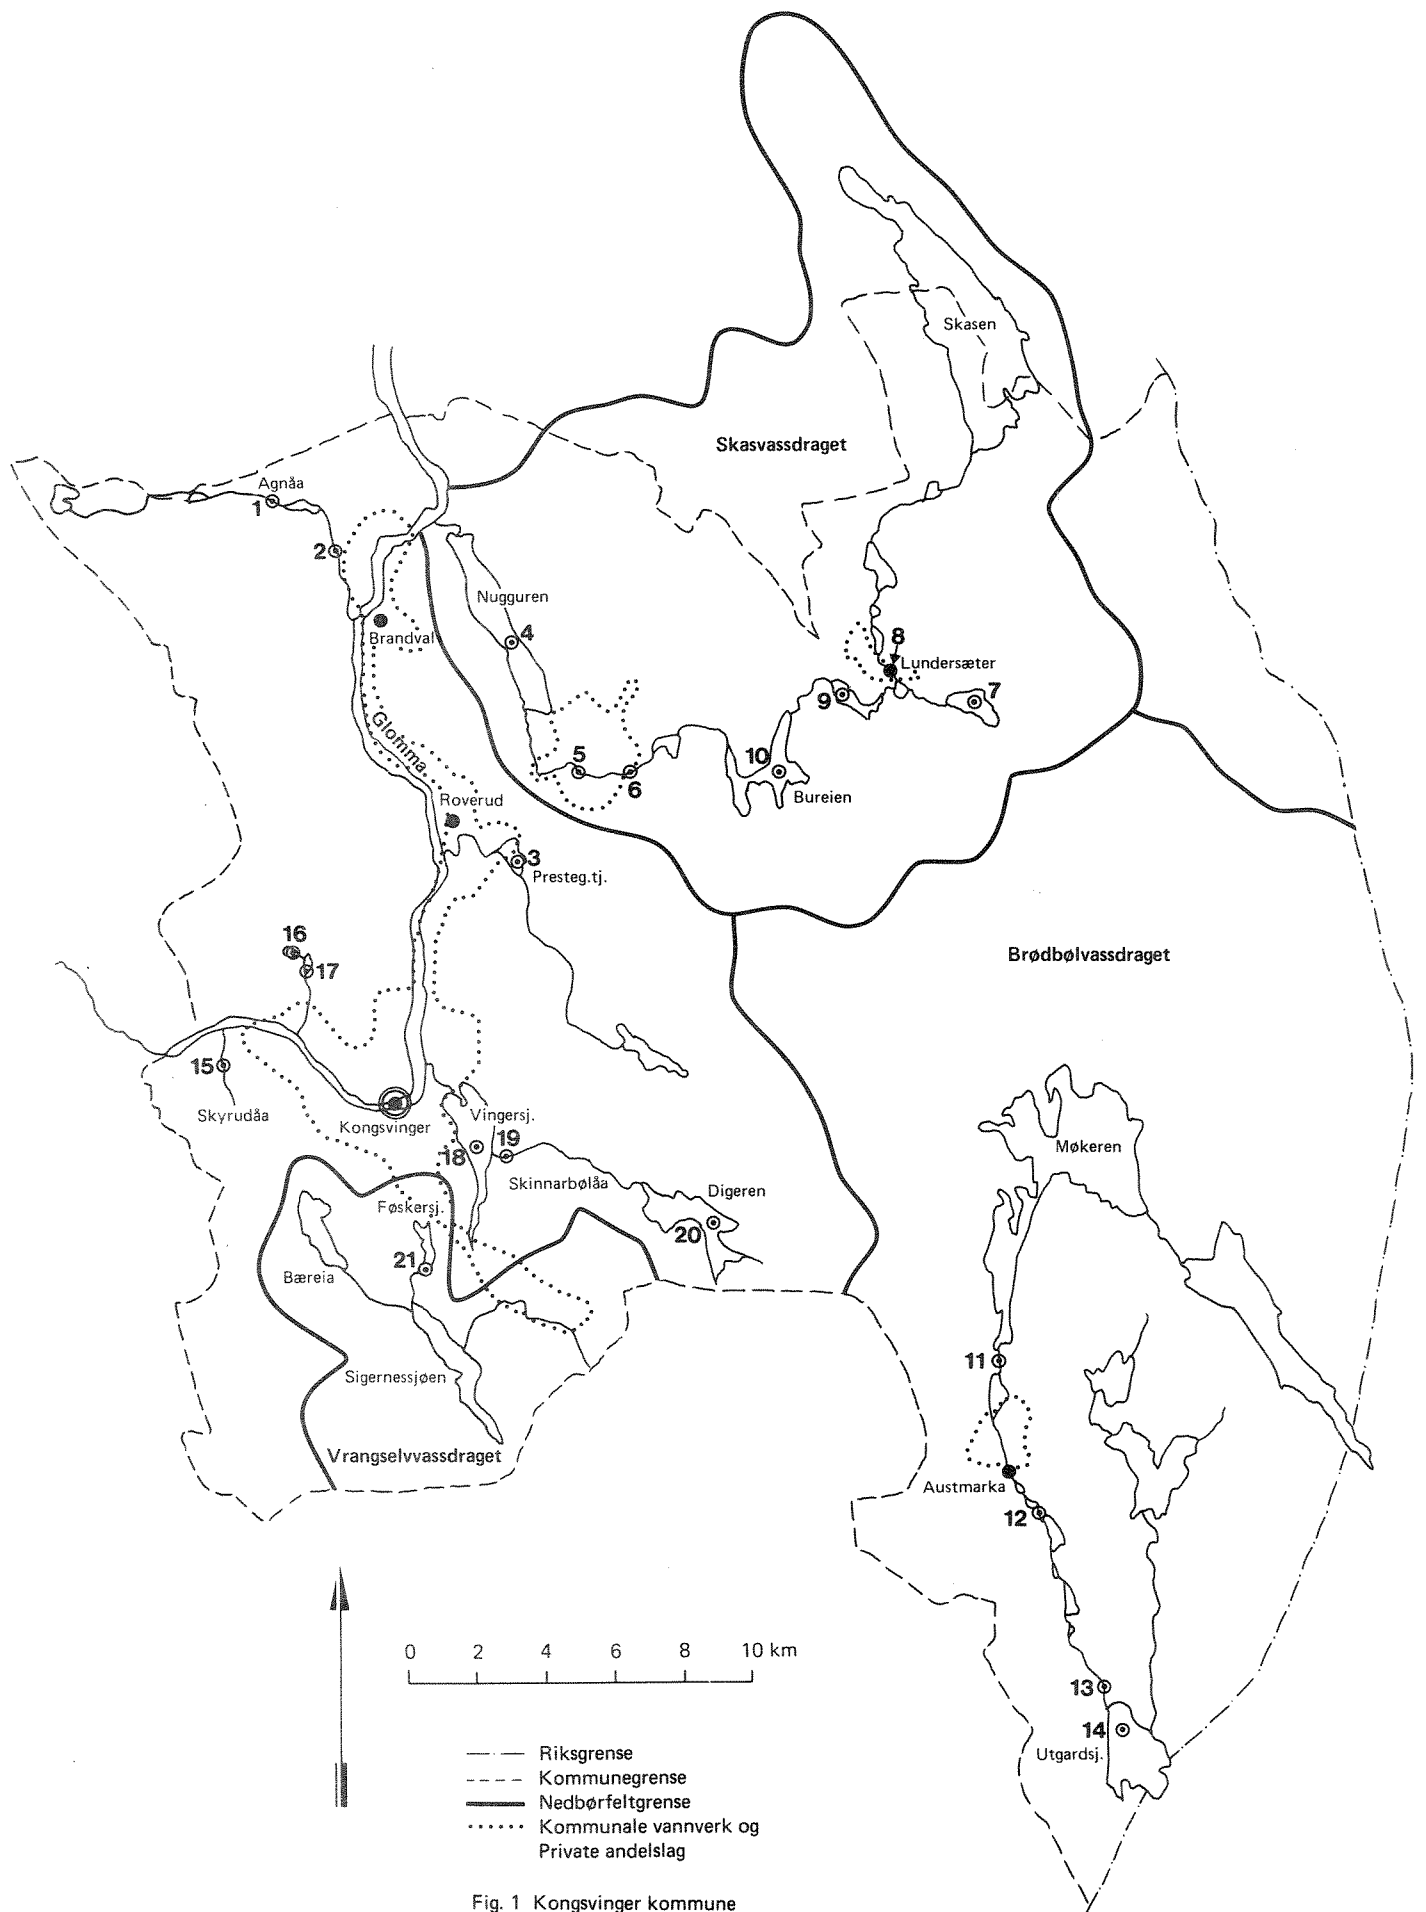 Skasen
Skasvassdraget
Agnåa
1
2
Nugguren
4
Brandval
8
Lundersæter
7
9
Glomma
5
6
10
Bureien
Roverud
3
Presteg.tj.
16
17
Brødbølvassdraget
15
Skyrudåa
Kongsvinger
Vingersj.
18
19
Møkeren
Skinnarbølåa
Digeren
20
Føskersj.
21
Bæreia
11
Sigernessjøen
Vrangselvvassdraget
Austmarka
12
0 2 4 6 8 10 km
13
14
Utgardsj.
Riksgrense
Kommunegrense
Nedbørfeltgrense
Kommunale vannverk og
Private andelslag
Fig. 1 Kongsvinger kommune